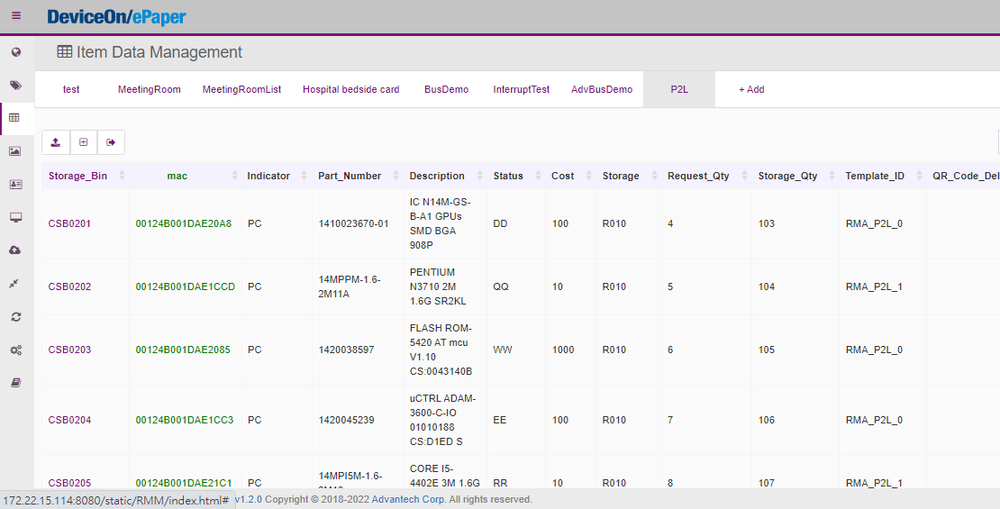 DeviceOn/ePaper
Item Data Management
test MeetingRoom MeetingRoomList Hospital bedside card BusDemo InterruptTest AdvBusDemo P2L + Add
Storage_Bin mac Indicator Part_Number Description Status Cost Storage Request_Qty Storage_Qty Template_ID QR_Code_Del
CSB0201 00124B001DAE20A8 PC 1410023670-01 IC N14M-GS- DD 100 R010 4 103 RMA_P2L_0
B-A1 GPUs
SMD BGA
908P
CSB0202 00124B001DAE1CCD PC 14MPPM-1.6- PENTIUM QQ 10 R010 5 104 RMA_P2L_1
2M11A N3710 2M
1.6G SR2KL
CSB0203 00124B001DAE2085 PC 1420038597 FLASH ROM- WW 1000 R010 6 105 RMA_P2L_0
5420 AT mcu
V1.10
CS:0043140B
CSB0204 00124B001DAE1CC3 PC 1420045239 uCTRL ADAM- EE 100 R010 7 106 RMA_P2L_0
3600-C-IO
01010188
CS:D1ED S
CSB0205 00124B001DAE21C1 PC 14MPI5M-1.6- CORE I5- RR 10 R010 8 107 RMA_P2L_1
4402E 3M 1.6G
172.22.15.114:8080/static/RMM/index.html# v1.2.0 Copyright © 2018-2022 Advantech Corp. All rights reserved.